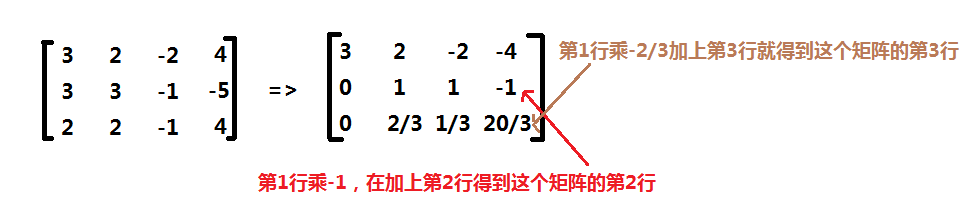 3 2 -2 4 3 2 -2 -4 第1行乘-2/3加上第3行就得到这个矩阵的第3行
3 3 -1 -5 => 0 1 1 -1
2 2 -1 4 0 2/3 1/3 20/3
第1行乘-1，在加上第2行得到这个矩阵的第2行